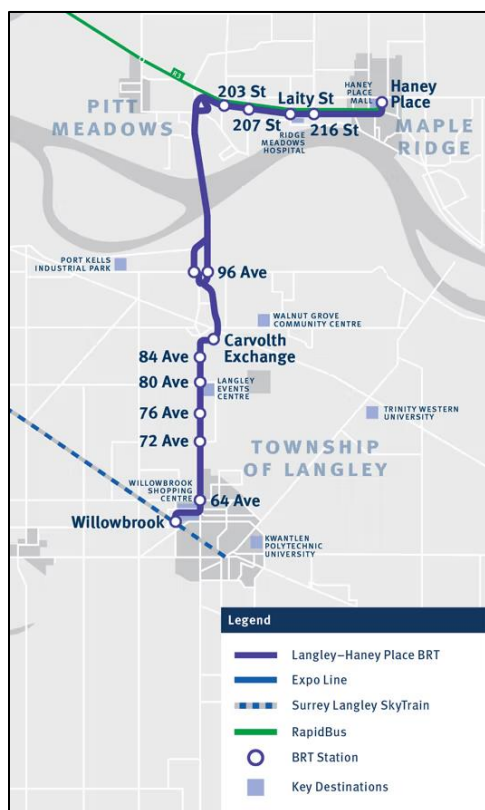 R3
203 St
Laity St
HANEY
PLACE
MALL
Haney
Place
PITT
MEADOWS
207 St
216 St
RIDGE
MEADOWS
HOSPITAL
MAPLE
RIDGE
PORT KELLS
INDUSTRIAL PARK
96 Ave
WALNUT GROVE
COMMUNITY CENTRE
Carvolth
Exchange
84 Ave
80 Ave
LANGLEY
EVENTS
CENTRE
76 Ave
TRINITY WESTERN
UNIVERSITY
72 Ave
TOWNSHIP
OF LANGLEY
WILLOWBROOK
SHOPPING
CENTRE
64 Ave
Willowbrook
KWANTLEN
POLYTECHNIC
UNIVERSITY
Legend
Langley–Haney Place BRT
Expo Line
Surrey Langley SkyTrain
RapidBus
BRT Station
Key Destinations